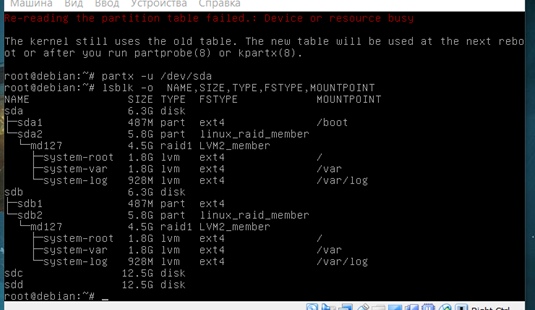 Машина Вид Ввод Устройства Справка
Re-reading the partition table failed.: Device or resource busy
The kernel still uses the old table. The new table will be used at the next rebo
ot or after you run partprobe(8) or kpartx(8).
root@debian:~# partx -u /dev/sda
root@debian:~# lsblk -o  NAME,SIZE,TYPE,FSTYPE,MOUNTPOINT
NAME SIZE TYPE FSTYPE MOUNTPOINT
sda 6.3G disk
├─sda1 487M part ext4 /boot
└─sda2 5.8G part linux_raid_member
└─md127 4.5G raid1 LVM2_member
├─system-root 1.8G lvm ext4 /
├─system-var 1.8G lvm ext4 /var
└─system-log 928M lvm ext4 /var/log
sdb 6.3G disk
├─sdb1 487M part ext4
└─sdb2 5.8G part linux_raid_member
└─md127 4.5G raid1 LVM2_member
├─system-root 1.8G lvm ext4 /
├─system-var 1.8G lvm ext4 /var
└─system-log 928M lvm ext4 /var/log
sdc 12.5G disk
sdd 12.5G disk
root@debian:~# _
Right Ctrl